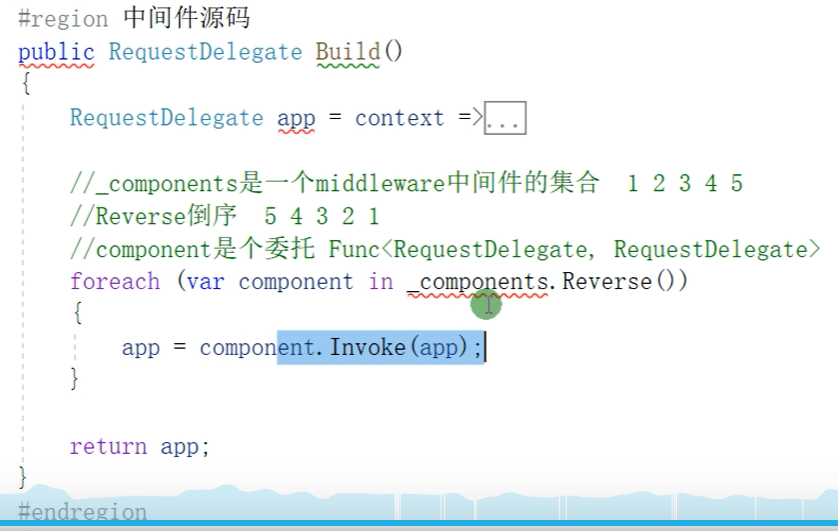 #region 中间件源码
public RequestDelegate Build()
{
RequestDelegate app = context =>...
//_components是一个middleware中间件的集合 1 2 3 4 5
//Reverse倒序 5 4 3 2 1
//component是个委托 Func<RequestDelegate, RequestDelegate>
foreach (var component in _components.Reverse())
{
app = component.Invoke(app);
}
return app;
}
#endregion